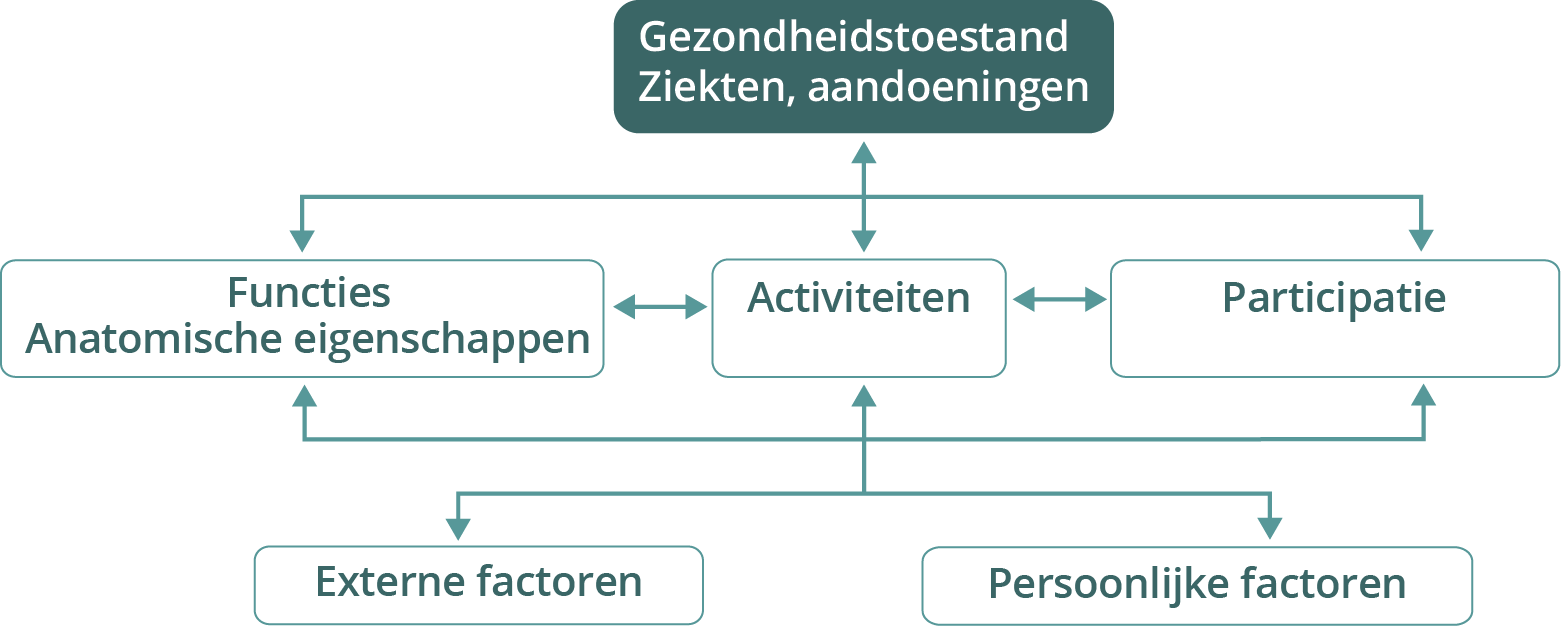 Gezondheidstoestand
Ziekten, aandoeningen
Functies
Anatomische eigenschappen
Activiteiten
Participatie
Externe factoren
Persoonlijke factoren